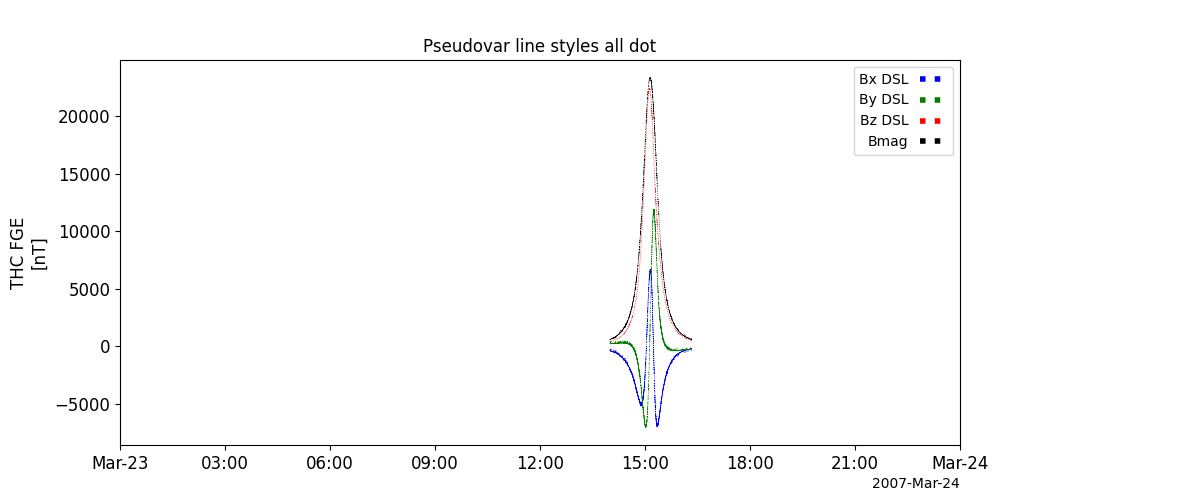 Pseudovar line styles all dot
THC FGE
[nT]
20000
15000
10000
5000
0
−5000
Bx DSL
By DSL
Bz DSL
Bmag
Mar-23 03:00 06:00 09:00 12:00 15:00 18:00 21:00 Mar-24
2007-Mar-24